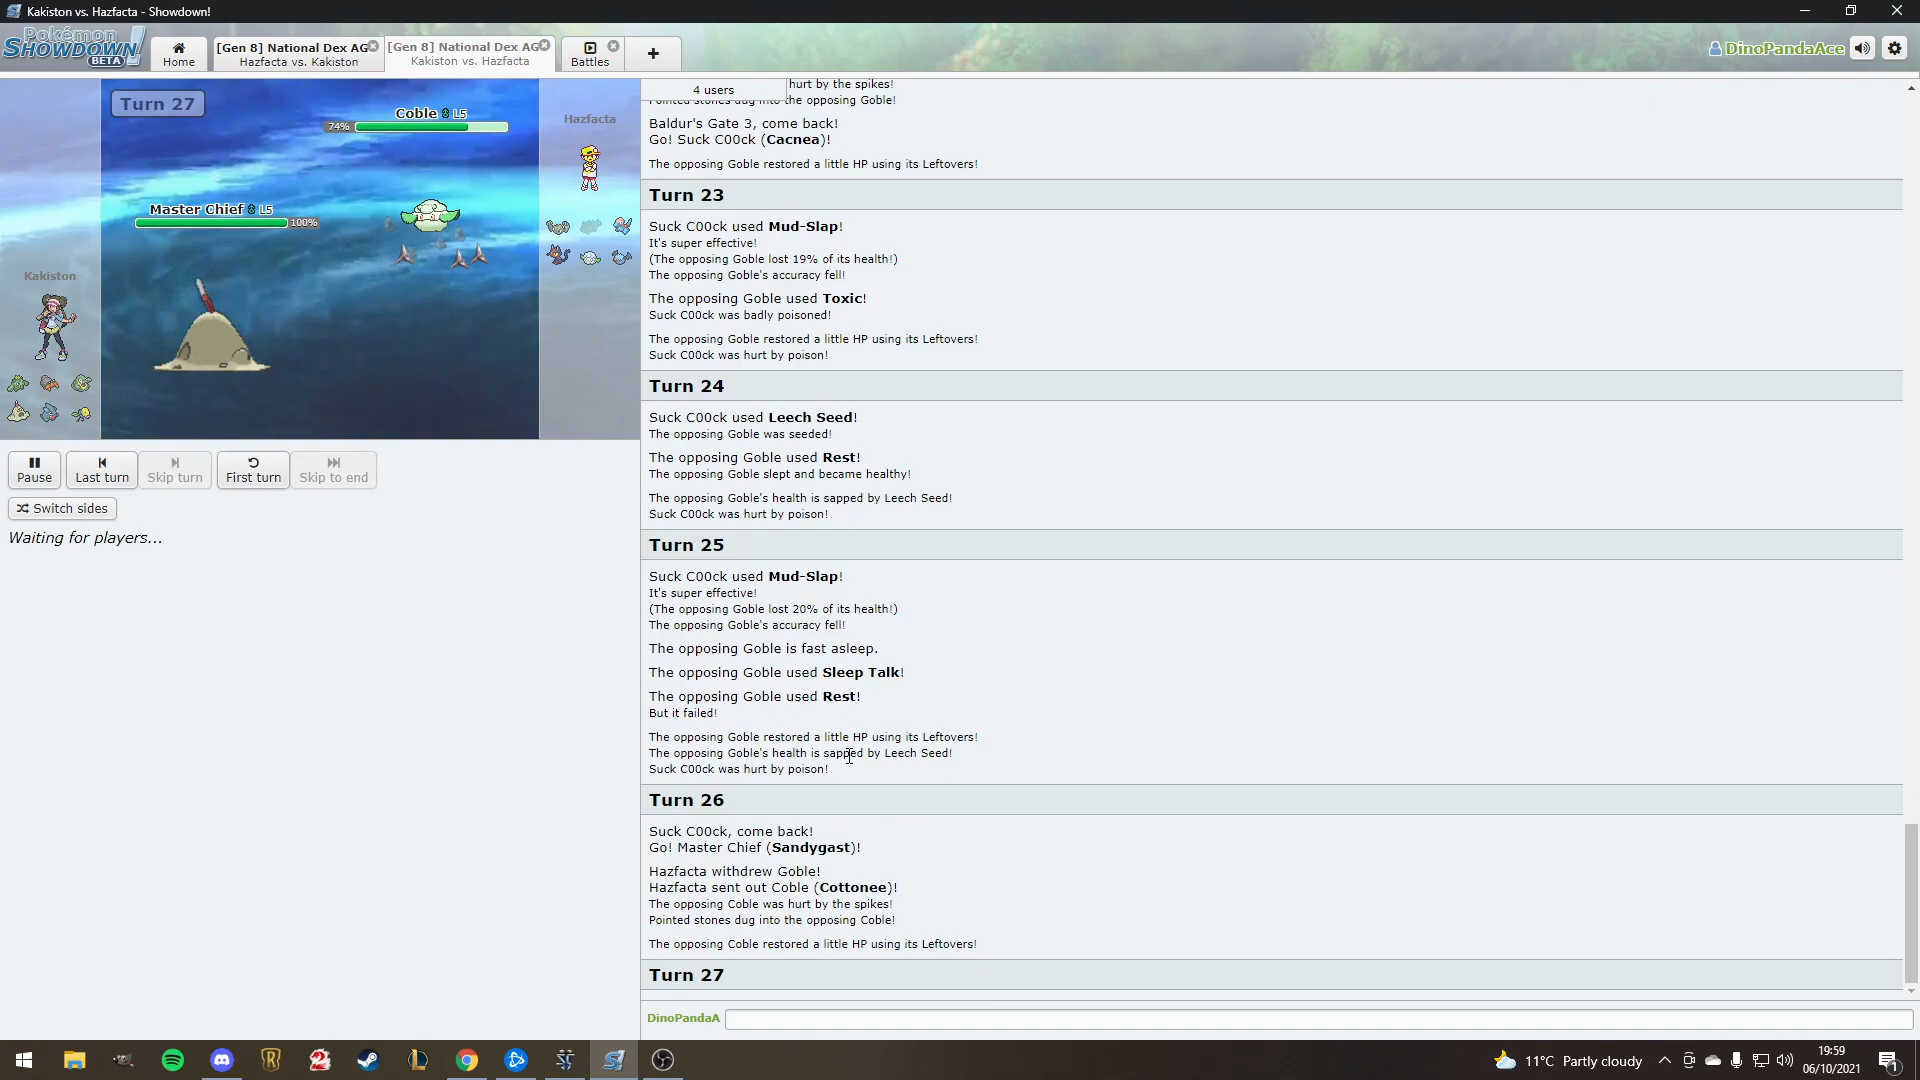 Kakiston vs. Hazfacta - Showdown!
Pokémon
SHOWDOWN!
BETA
Home
[Gen 8] National Dex AG
Hazfacta vs. Kakiston
[Gen 8] National Dex AG
Kakiston vs. Hazfacta
Battles
DinoPandaAce
Turn 27
Coble L5
74%
Hazfacta
Master Chief L5
100%
Kakiston
Pause
Last turn
Skip turn
First turn
Skip to end
Switch sides
Waiting for players...
4 users
hurt by the spikes!
Pointed stones dug into the opposing Goble!
Baldur's Gate 3, come back!
Go! Suck C00ck (Cacnea)!
The opposing Goble restored a little HP using its Leftovers!
Turn 23
Suck C00ck used Mud-Slap!
It's super effective!
(The opposing Goble lost 19% of its health!)
The opposing Goble's accuracy fell!
The opposing Goble used Toxic!
Suck C00ck was badly poisoned!
The opposing Goble restored a little HP using its Leftovers!
Suck C00ck was hurt by poison!
Turn 24
Suck C00ck used Leech Seed!
The opposing Goble was seeded!
The opposing Goble used Rest!
The opposing Goble slept and became healthy!
The opposing Goble's health is sapped by Leech Seed!
Suck C00ck was hurt by poison!
Turn 25
Suck C00ck used Mud-Slap!
It's super effective!
(The opposing Goble lost 20% of its health!)
The opposing Goble's accuracy fell!
The opposing Goble is fast asleep.
The opposing Goble used Sleep Talk!
The opposing Goble used Rest!
But it failed!
The opposing Goble restored a little HP using its Leftovers!
The opposing Goble's health is sapped by Leech Seed!
Suck C00ck was hurt by poison!
Turn 26
Suck C00ck, come back!
Go! Master Chief (Sandygast)!
Hazfacta withdrew Goble!
Hazfacta sent out Coble (Cottonee)!
The opposing Coble was hurt by the spikes!
Pointed stones dug into the opposing Coble!
The opposing Coble restored a little HP using its Leftovers!
Turn 27
DinoPandaA
11°C Partly cloudy
19:59
06/10/2021
1